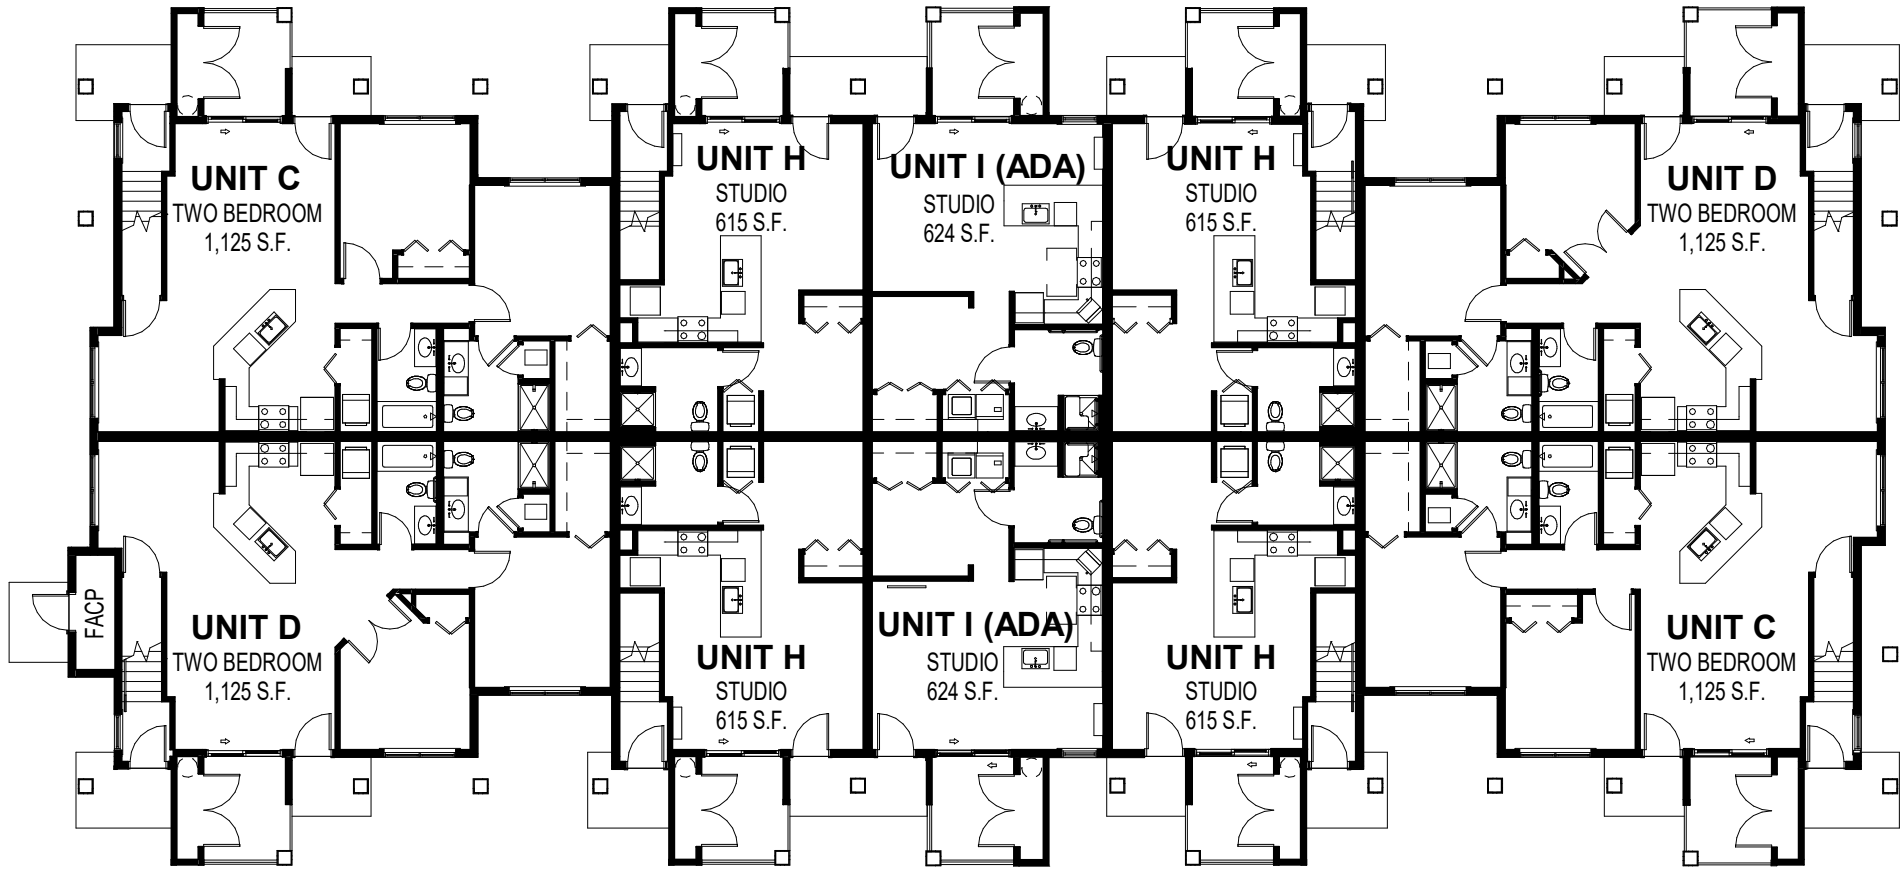 UNIT C
TWO BEDROOM
1,125 S.F.
UNIT H
STUDIO
615 S.F.
UNIT I (ADA)
STUDIO
624 S.F.
UNIT H
STUDIO
615 S.F.
UNIT D
TWO BEDROOM
1,125 S.F.
FACP
UNIT D
TWO BEDROOM
1,125 S.F.
UNIT H
STUDIO
615 S.F.
UNIT I (ADA)
STUDIO
624 S.F.
UNIT H
STUDIO
615 S.F.
UNIT C
TWO BEDROOM
1,125 S.F.